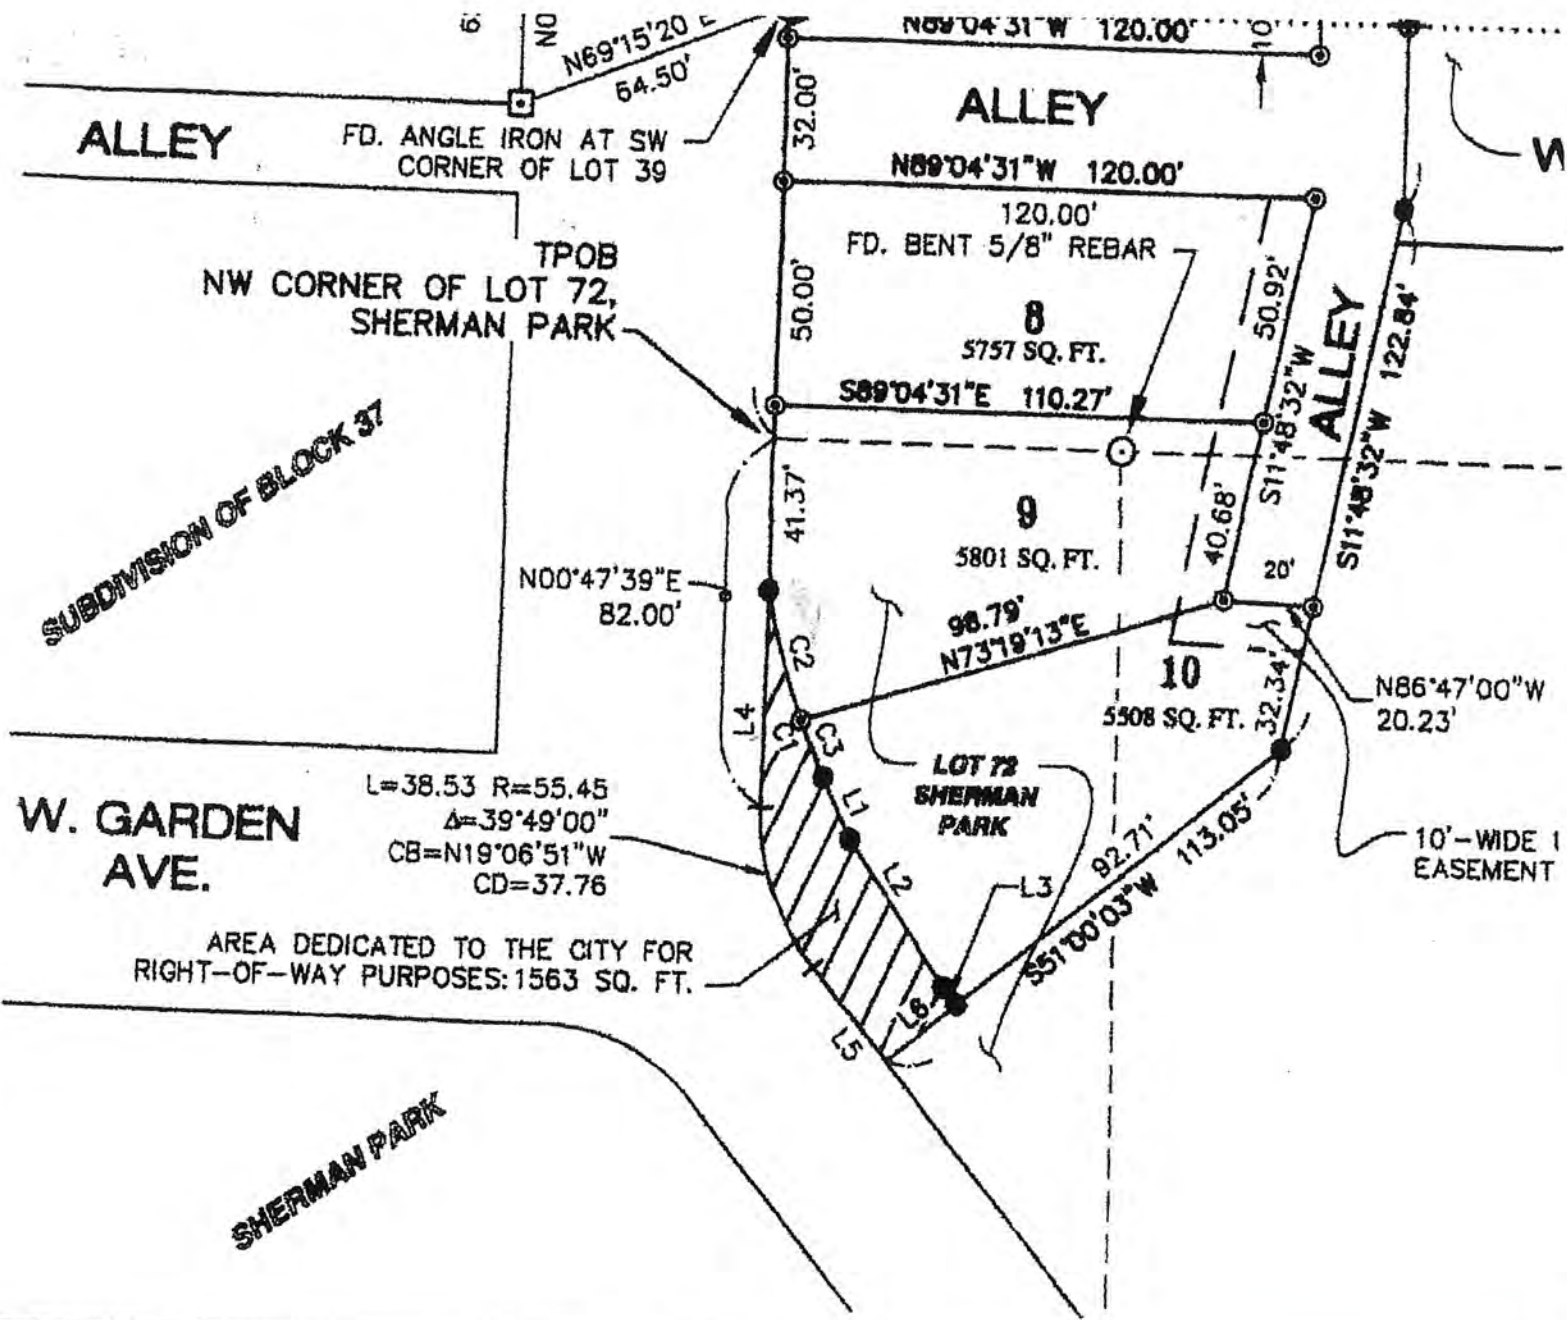 N89°04'31"W 120.00'
10'
N69°15'20"E
54.50'
32.00'
ALLEY
ALLEY
FD. ANGLE IRON AT SW
CORNER OF LOT 39
N89°04'31"W 120.00'
120.00'
FD. BENT 5/8" REBAR
TPOB
NW CORNER OF LOT 72,
SHERMAN PARK
50.00'
8
5757 SQ. FT.
50.92'
ALLEY
S11°48'32"W
S11°48'32"W 122.84'
S89°04'31"E 110.27'
SUBDIVISION OF BLOCK 37
41.37'
9
5801 SQ. FT.
40.68'
20'
N00°47'39"E
82.00'
98.79'
N73°19'13"E
C2
L4
C1
C3
10
5508 SQ. FT.
32.34'
N86°47'00"W
20.23'
LOT 72
SHERMAN
PARK
L=38.53 R=55.45
Δ=39°49'00"
CB=N19°06'51"W
CD=37.76
W. GARDEN
AVE.
L1
L2
L3
92.71'
S51°00'03"W 113.05'
10'-WIDE
EASEMENT
AREA DEDICATED TO THE CITY FOR
RIGHT-OF-WAY PURPOSES: 1563 SQ. FT.
L6
L5
SHERMAN PARK